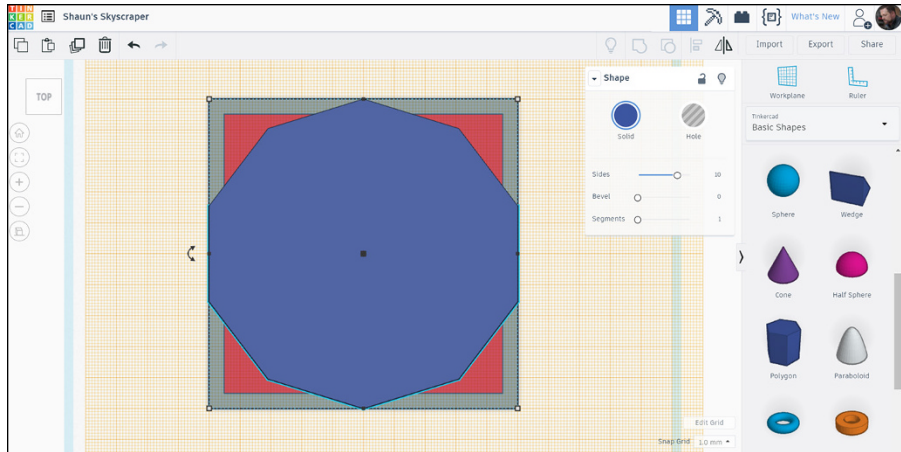 TIN
KER
CAD
Shaun's Skyscraper
What's New
Import
Export
Share
TOP
Shape
Solid
Hole
Sides
10
Bevel
0
Segments
1
Workplane
Ruler
Tinkercad
Basic Shapes
Sphere
Wedge
Cone
Half Sphere
Polygon
Paraboloid
Edit Grid
Snap Grid 1.0 mm